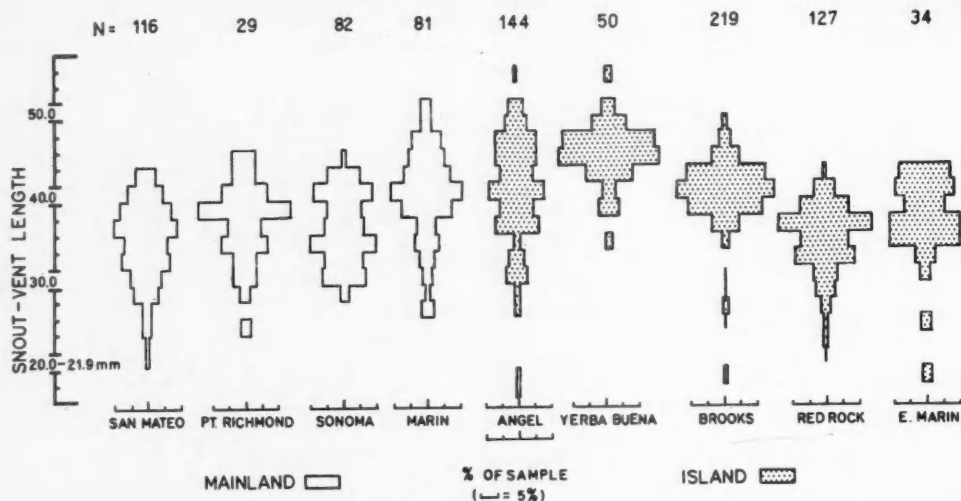 N= 116 29 82 81 144 50 219 127 34
SNOUT-VENT LENGTH
50.0
40.0
30.0
20.0-21.9 mm
SAN MATEO PT. RICHMOND SONOMA MARIN ANGEL YERBA BUENA BROOKS RED ROCK E. MARIN
MAINLAND % OF SAMPLE ISLAND
(⎵= 5%)